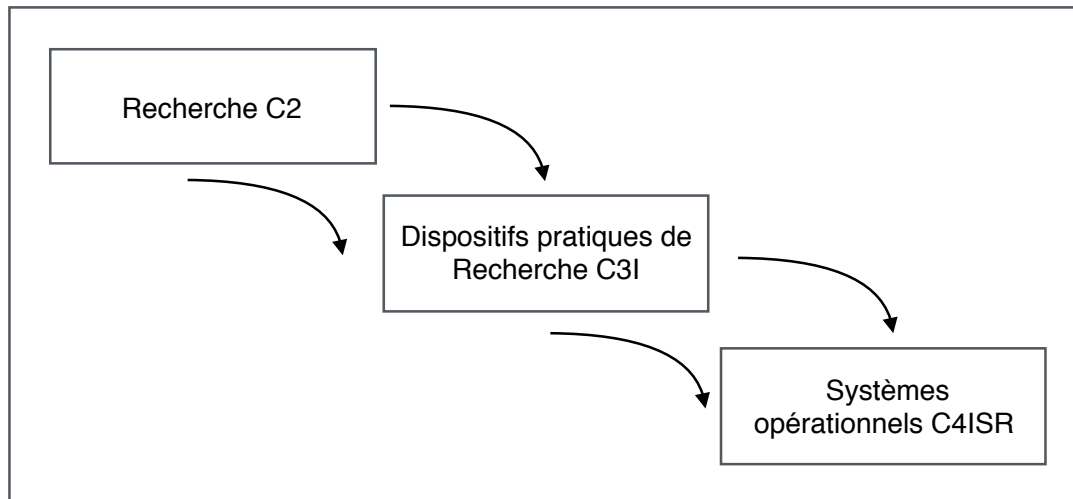 Recherche C2
Dispositifs pratiques de
Recherche C3I
Systèmes
opérationnels C4ISR